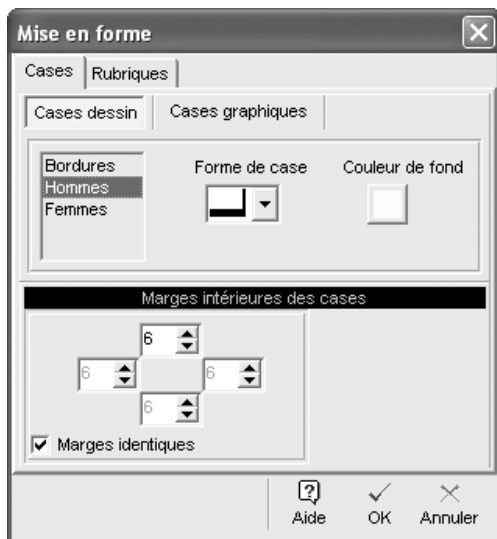 Mise en forme
Cases Rubriques
Cases dessin Cases graphiques
Bordures
Hommes
Femmes
Forme de case Couleur de fond
Marges intérieures des cases
6
6 6
6
Marges identiques
Aide OK Annuler